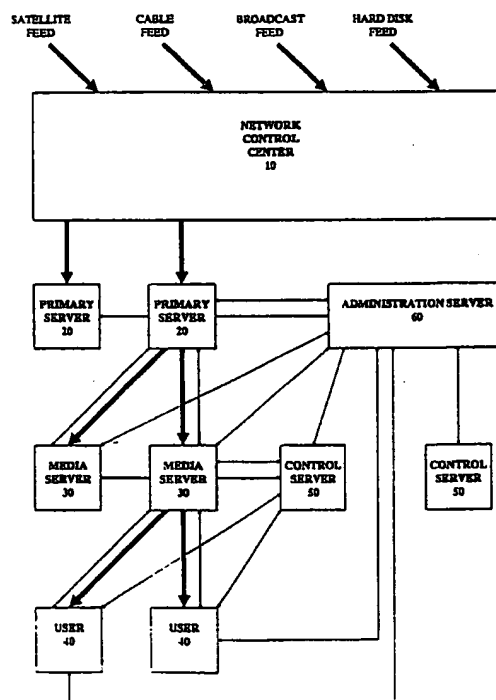 SATELLITE
FEED
CABLE
FEED
BROADCAST
FEED
HARD DISK
FEED
NETWORK
CONTROL
CENTER
10
PRIMARY
SERVER
20
PRIMARY
SERVER
20
ADMINISTRATION SERVER
60
MEDIA
SERVER
30
MEDIA
SERVER
30
CONTROL
SERVER
50
CONTROL
SERVER
50
USER
40
USER
40